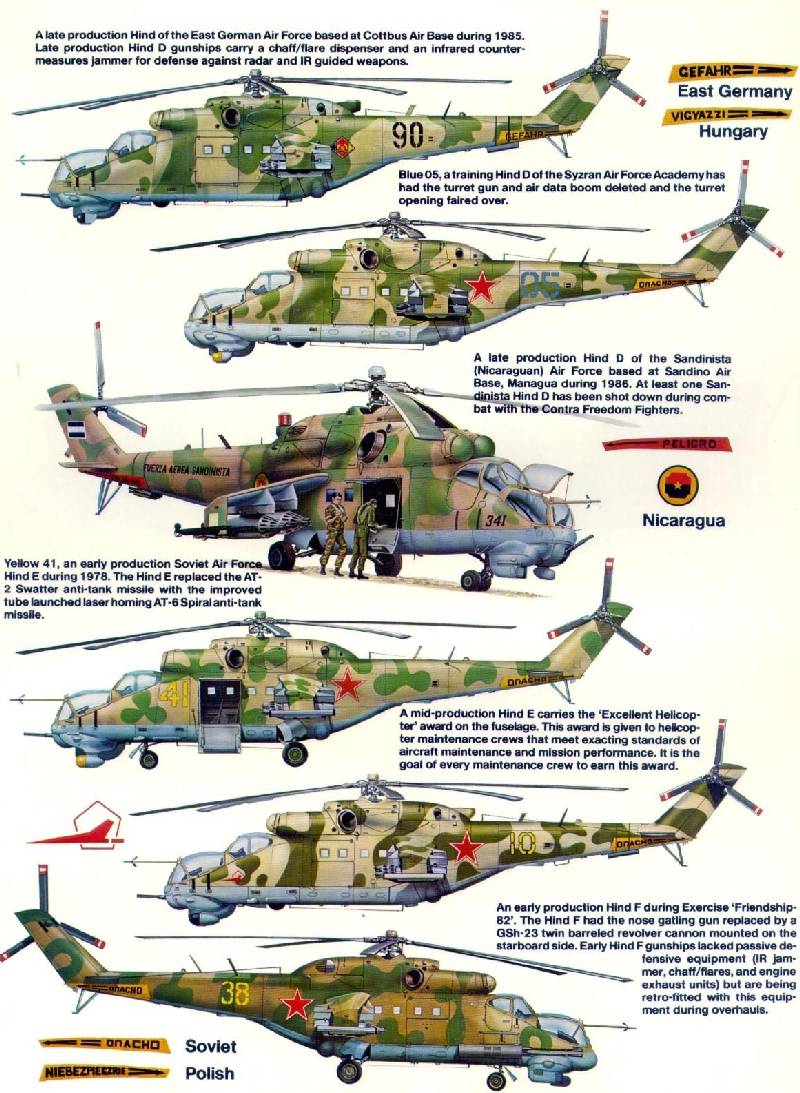 A late production Hind of the East German Air Force based at Cottbus Air Base during 1985.
Late production Hind D gunships carry a chaff/flare dispenser and an infrared counter-
measures jammer for defense against radar and IR guided weapons.
GEFAHR
East Germany
VIGYAZZI
Hungary
90
GEFAHR
Blue 05, a training Hind D of the Syzran Air Force Academy has
had the turret gun and air data boom deleted and the turret
opening faired over.
05
ОПАСНО
A late production Hind D of the Sandinista
(Nicaraguan) Air Force based at Sandino Air
Base, Managua during 1986. At least one San-
dinista Hind D has been shot down during com-
bat with the Contra Freedom Fighters.
PELIGRO
Nicaragua
FUERZA AEREA SANDINISTA
341
Yellow 41, an early production Soviet Air Force
Hind E during 1978. The Hind E replaced the AT-
2 Swatter anti-tank missile with the improved
tube launched laser homing AT-6 Spiral anti-tank
missile.
41
ОПАСНО
A mid-production Hind E carries the 'Excellent Helicop-
ter' award on the fuselage. This award is given to helicop-
ter maintenance crews that meet exacting standards of
aircraft maintenance and mission performance. It is the
goal of every maintenance crew to earn this award.
10
ОПАСНО
An early production Hind F during Exercise 'Friendship-
82'. The Hind F had the nose gatling gun replaced by a
GSh-23 twin barreled revolver cannon mounted on the
starboard side. Early Hind F gunships lacked passive de-
fensive equipment (IR jam-
mer, chaff/flares, and engine
exhaust units) but are being
retro-fitted with this equip-
ment during overhauls.
38
ОПАСНО
ОПАСНО
Soviet
NIEBEZPIECZNIE
Polish